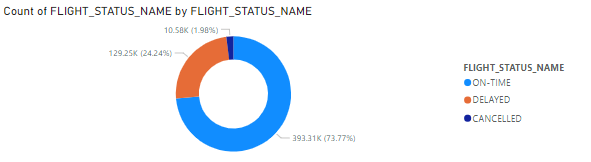 Count of FLIGHT_STATUS_NAME by FLIGHT_STATUS_NAME
10.58K (1.98%)
129.25K (24.24%)
393.31K (73.77%)
FLIGHT_STATUS_NAME
ON-TIME
DELAYED
CANCELLED